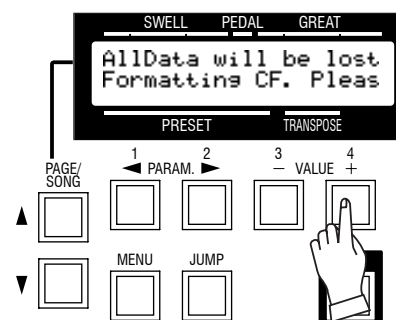 SWELL PEDAL GREAT
AllData will be lost
Formatting CF. Pleas
PRESET TRANSPOSE
1 2 3 4
PAGE/ ◄ PARAM. ► − VALUE +
SONG
▲
MENU JUMP
▼